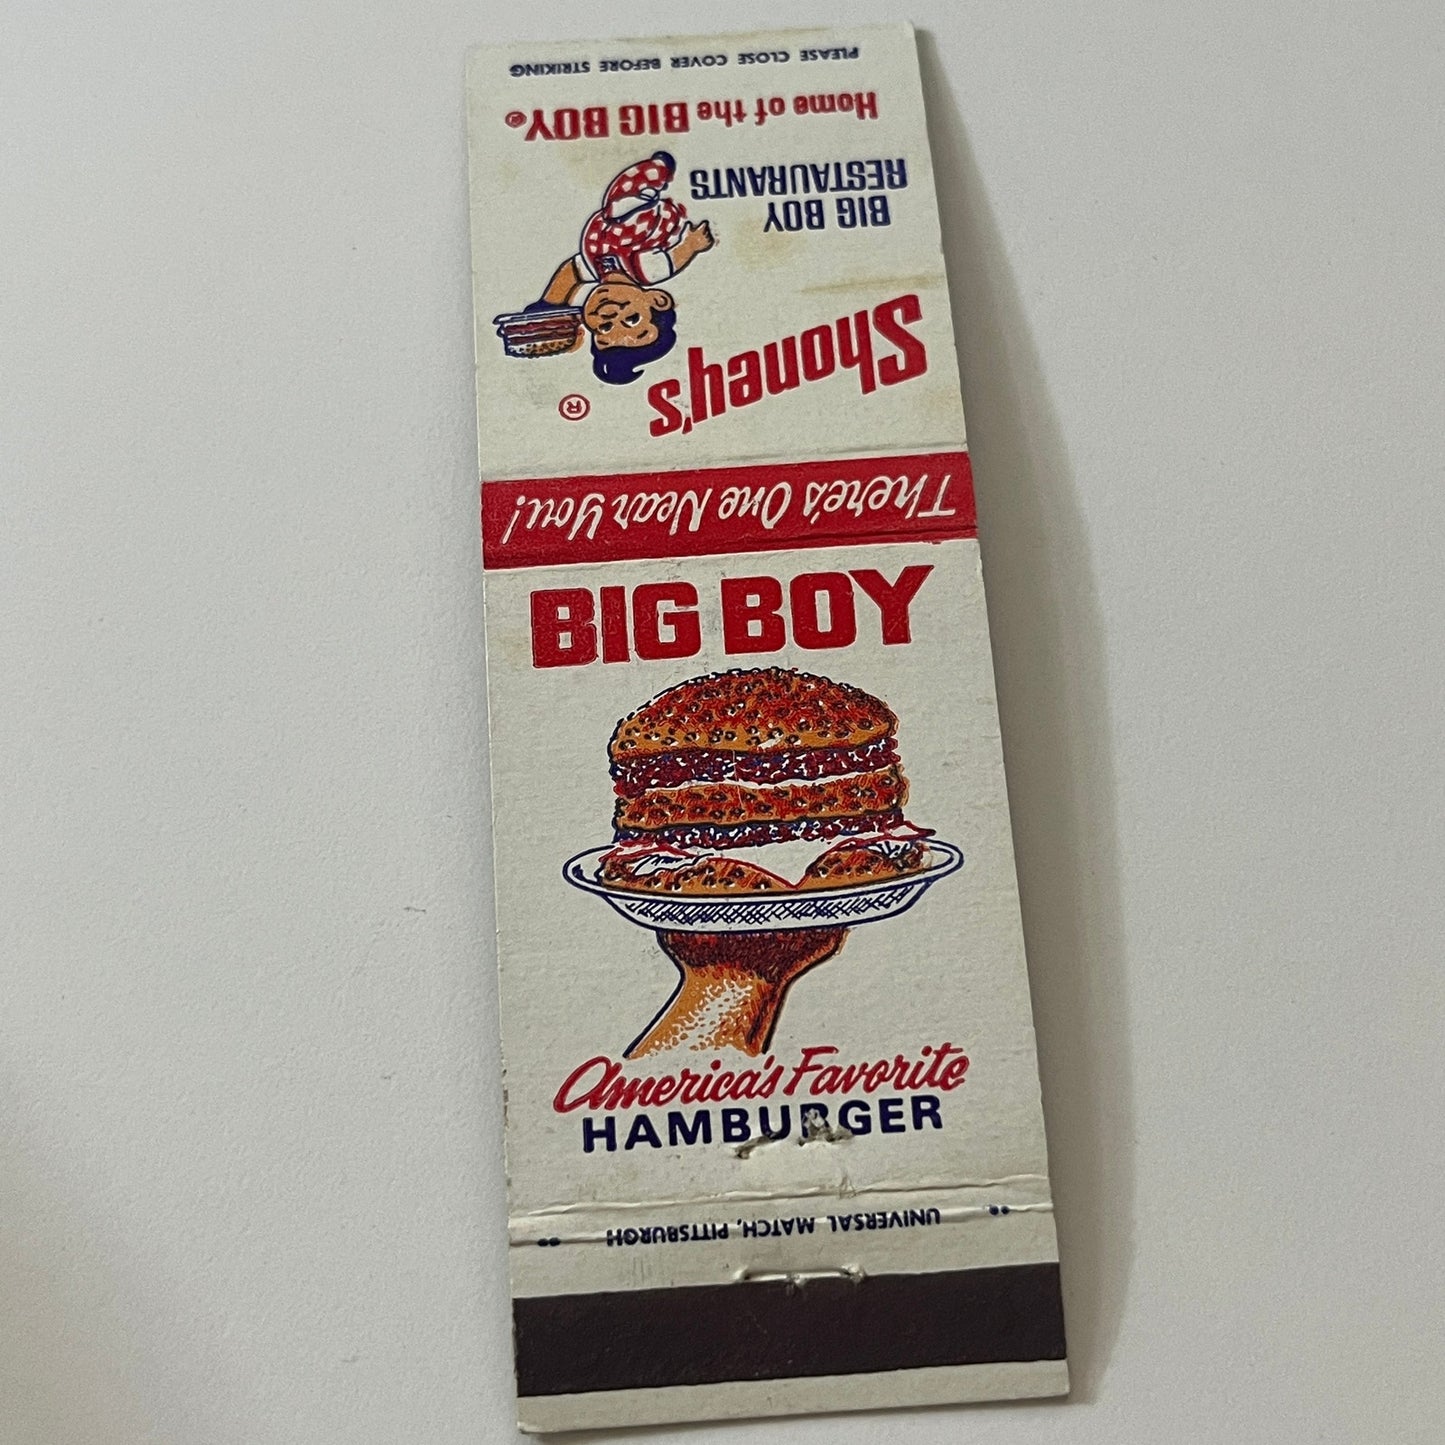 PLEASE CLOSE COVER BEFORE STRIKING
Home of the BIG BOY®
BIG BOY
RESTAURANTS
Shoney's
®
There's One Near You!
BIG BOY
America's Favorite
HAMBURGER
UNIVERSAL MATCH, PITTSBURGH